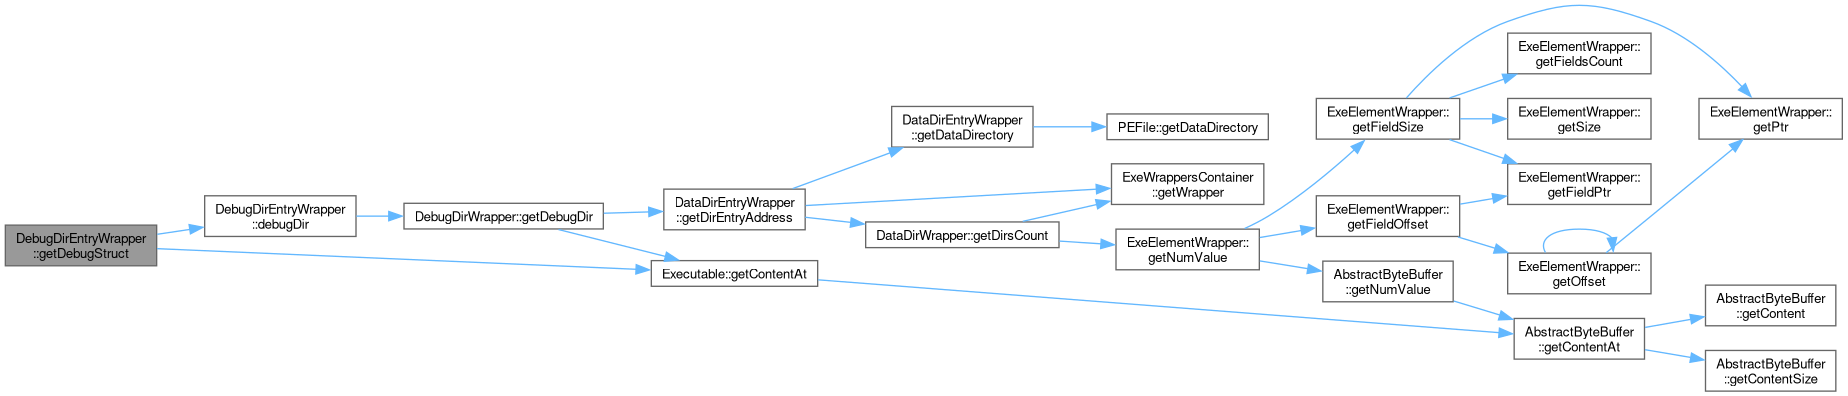 DebugDirEntryWrapper
::getDebugStruct
DebugDirEntryWrapper
::debugDir
DebugDirWrapper::getDebugDir
Executable::getContentAt
DataDirEntryWrapper
::getDirEntryAddress
DataDirEntryWrapper
::getDataDirectory
DataDirWrapper::getDirsCount
PEFile::getDataDirectory
ExeWrappersContainer
::getWrapper
ExeElementWrapper::
getNumValue
ExeElementWrapper::
getFieldSize
ExeElementWrapper::
getFieldOffset
AbstractByteBuffer
::getNumValue
ExeElementWrapper::
getFieldsCount
ExeElementWrapper::
getSize
ExeElementWrapper::
getFieldPtr
ExeElementWrapper::
getOffset
AbstractByteBuffer
::getContentAt
ExeElementWrapper::
getPtr
AbstractByteBuffer
::getContent
AbstractByteBuffer
::getContentSize